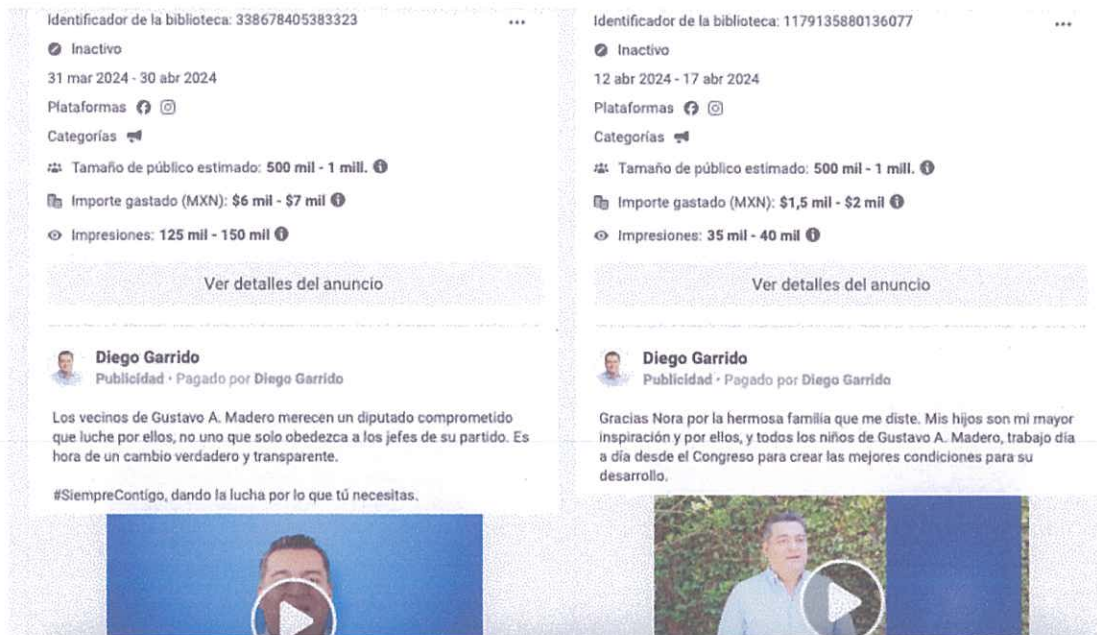 Identificador de la biblioteca: 338678405383323
Inactivo
31 mar 2024 - 30 abr 2024
Plataformas
Categorías
Tamaño de público estimado: 500 mil - 1 mill.
Importe gastado (MXN): $6 mil - $7 mil
Impresiones: 125 mil - 150 mil
Ver detalles del anuncio
Diego Garrido
Publicidad • Pagado por Diego Garrido
Los vecinos de Gustavo A. Madero merecen un diputado comprometido
que luche por ellos, no uno que solo obedezca a los jefes de su partido. Es
hora de un cambio verdadero y transparente.
#SiempreContigo, dando la lucha por lo que tú necesitas.
Identificador de la biblioteca: 1179135880136077
Inactivo
12 abr 2024 - 17 abr 2024
Plataformas
Categorías
Tamaño de público estimado: 500 mil - 1 mill.
Importe gastado (MXN): $1,5 mil - $2 mil
Impresiones: 35 mil - 40 mil
Ver detalles del anuncio
Diego Garrido
Publicidad • Pagado por Diego Garrido
Gracias Nora por la hermosa familia que me diste. Mis hijos son mi mayor
inspiración y por ellos, y todos los niños de Gustavo A. Madero, trabajo día
a día desde el Congreso para crear las mejores condiciones para su
desarrollo.